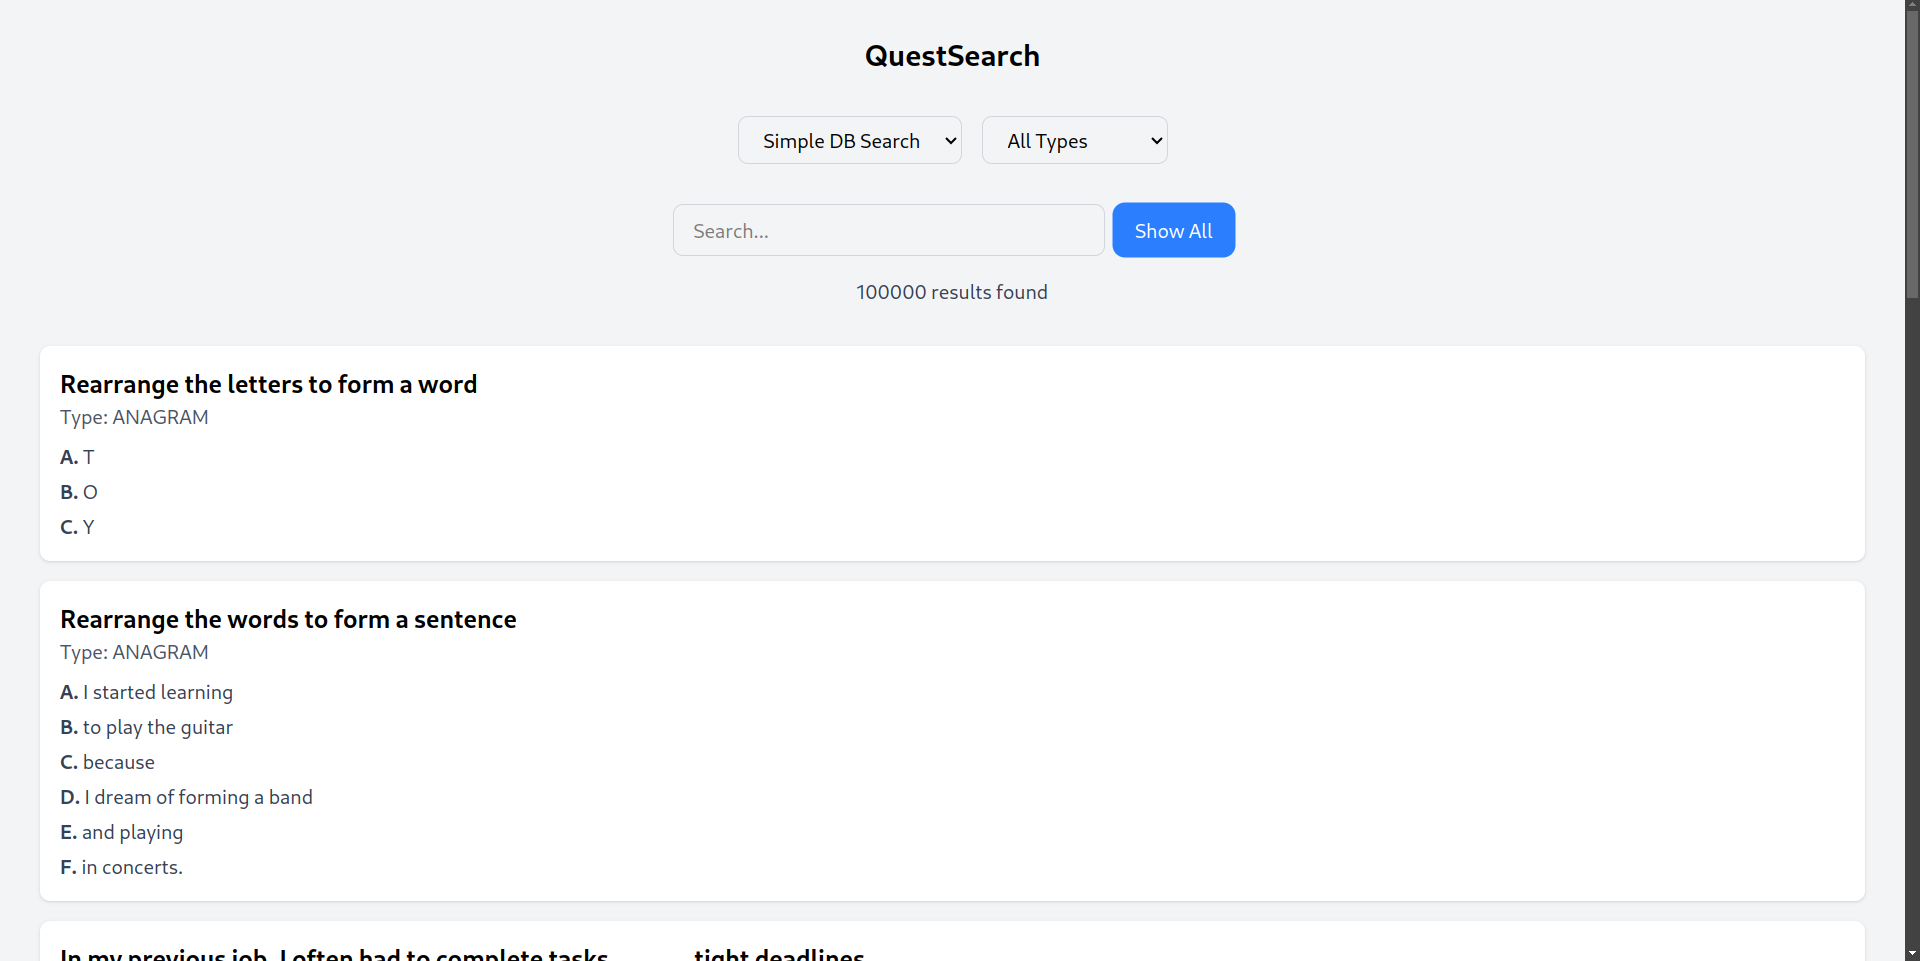 QuestSearch
Simple DB Search All Types
Search... Show All
100000 results found
Rearrange the letters to form a word
Type: ANAGRAM
A. T
B. O
C. Y
Rearrange the words to form a sentence
Type: ANAGRAM
A. I started learning
B. to play the guitar
C. because
D. I dream of forming a band
E. and playing
F. in concerts.
In my previous job, I often had to complete tasks ______ tight deadlines